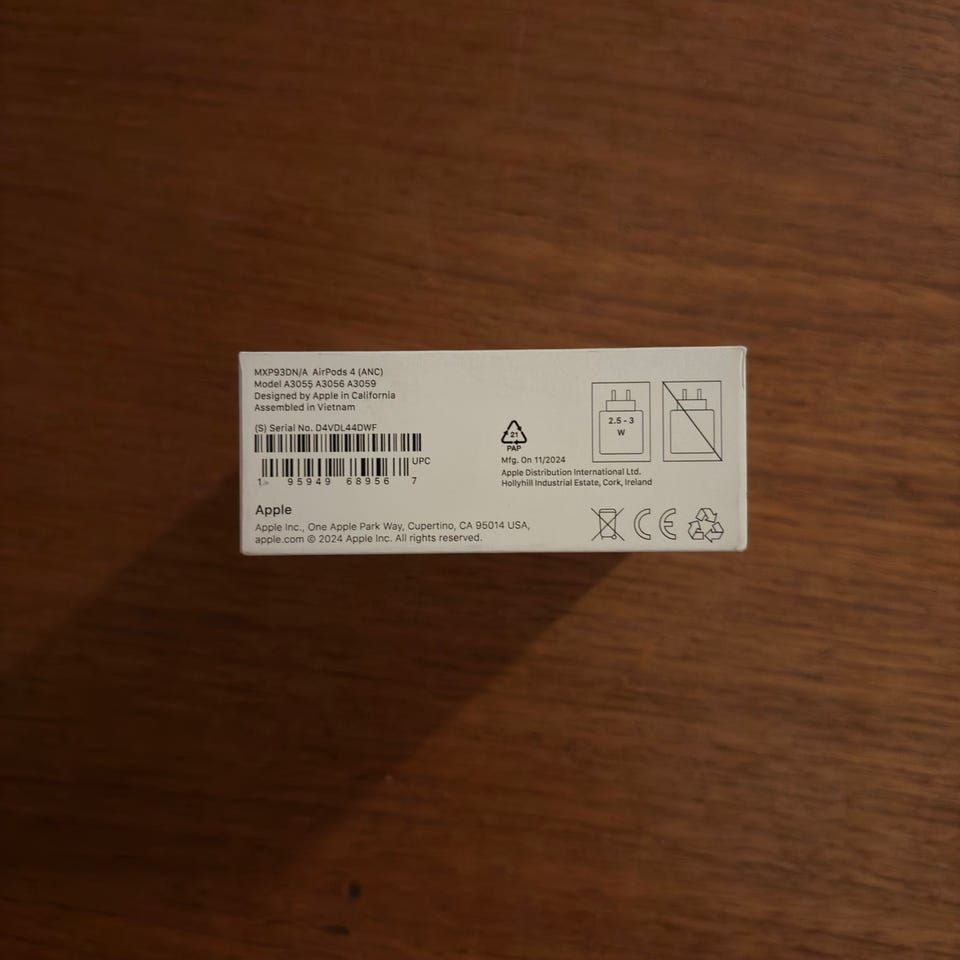 MXP93DN/A AirPods 4 (ANC)
Model A3055 A3056 A3059
Designed by Apple in California
Assembled in Vietnam
(S) Serial No. D4VDL44DWF
UPC
1 95949 68956 7
Apple
Apple Inc., One Apple Park Way, Cupertino, CA 95014 USA,
apple.com © 2024 Apple Inc. All rights reserved.
21
PAP
Mfg. On 11/2024
Apple Distribution International Ltd.
Hollyhill Industrial Estate, Cork, Ireland
2.5 - 3
W
CE